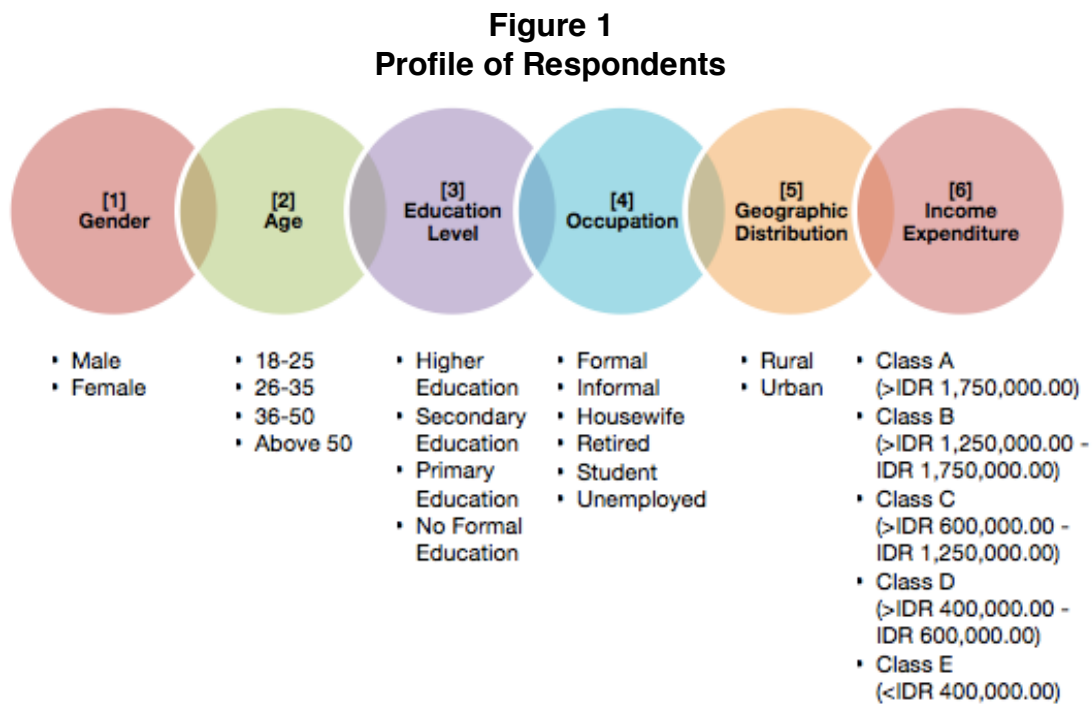 Figure 1
Profile of Respondents
[1]
Gender
[2]
Age
[3]
Education
Level
[4]
Occupation
[5]
Geographic
Distribution
[6]
Income
Expenditure
• Male
• Female
• 18-25
• 26-35
• 36-50
• Above 50
• Higher
Education
• Secondary
Education
• Primary
Education
• No Formal
Education
• Formal
• Informal
• Housewife
• Retired
• Student
• Unemployed
• Rural
• Urban
• Class A
(>IDR 1,750,000.00)
• Class B
(>IDR 1,250,000.00 -
IDR 1,750,000.00)
• Class C
(>IDR 600,000.00 -
IDR 1,250,000.00)
• Class D
(>IDR 400,000.00 -
IDR 600,000.00)
• Class E
(<IDR 400,000.00)